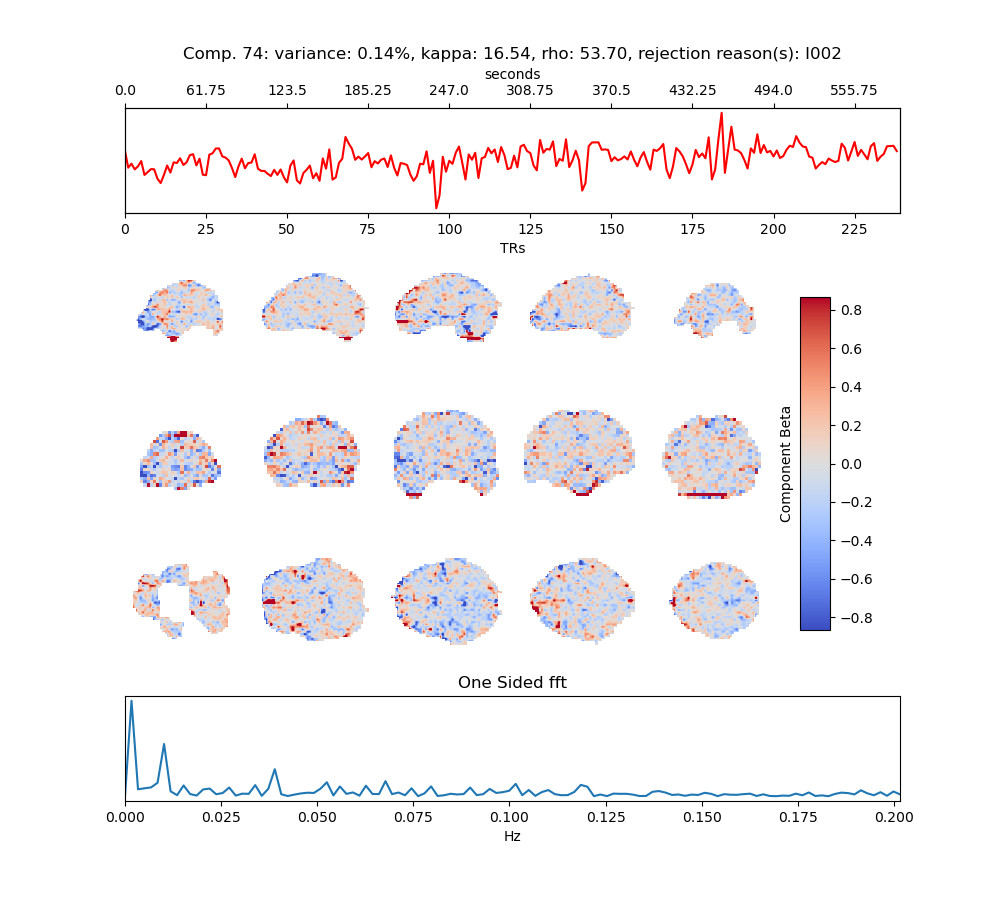 Comp. 74: variance: 0.14%, kappa: 16.54, rho: 53.70, rejection reason(s): I002
seconds
0.0 61.75 123.5 185.25 247.0 308.75 370.5 432.25 494.0 555.75
0 25 50 75 100 125 150 175 200 225
TRs
0.8
0.6
0.4
0.2
0.0
−0.2
−0.4
−0.6
−0.8
Component Beta
One Sided fft
0.000 0.025 0.050 0.075 0.100 0.125 0.150 0.175 0.200
Hz